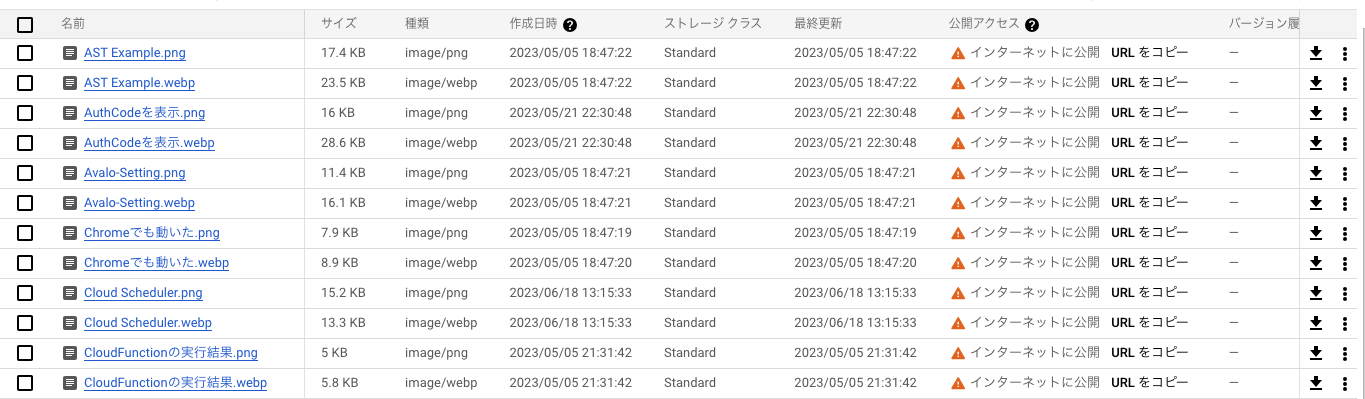 名前 サイズ 種類 作成日時 ? ストレージ クラス 最終更新 公開アクセス ? バージョン履
AST Example.png 17.4 KB image/png 2023/05/05 18:47:22 Standard 2023/05/05 18:47:22 インターネットに公開 URL をコピー —
AST Example.webp 23.5 KB image/webp 2023/05/05 18:47:22 Standard 2023/05/05 18:47:22 インターネットに公開 URL をコピー —
AuthCodeを表示.png 16 KB image/png 2023/05/21 22:30:48 Standard 2023/05/21 22:30:48 インターネットに公開 URL をコピー —
AuthCodeを表示.webp 28.6 KB image/webp 2023/05/21 22:30:48 Standard 2023/05/21 22:30:48 インターネットに公開 URL をコピー —
Avalo-Setting.png 11.4 KB image/png 2023/05/05 18:47:21 Standard 2023/05/05 18:47:21 インターネットに公開 URL をコピー —
Avalo-Setting.webp 16.1 KB image/webp 2023/05/05 18:47:21 Standard 2023/05/05 18:47:21 インターネットに公開 URL をコピー —
Chromeでも動いた.png 7.9 KB image/png 2023/05/05 18:47:19 Standard 2023/05/05 18:47:19 インターネットに公開 URL をコピー —
Chromeでも動いた.webp 8.9 KB image/webp 2023/05/05 18:47:20 Standard 2023/05/05 18:47:20 インターネットに公開 URL をコピー —
Cloud Scheduler.png 15.2 KB image/png 2023/06/18 13:15:33 Standard 2023/06/18 13:15:33 インターネットに公開 URL をコピー —
Cloud Scheduler.webp 13.3 KB image/webp 2023/06/18 13:15:33 Standard 2023/06/18 13:15:33 インターネットに公開 URL をコピー —
CloudFunctionの実行結果.png 5 KB image/png 2023/05/05 21:31:42 Standard 2023/05/05 21:31:42 インターネットに公開 URL をコピー —
CloudFunctionの実行結果.webp 5.8 KB image/webp 2023/05/05 21:31:42 Standard 2023/05/05 21:31:42 インターネットに公開 URL をコピー —